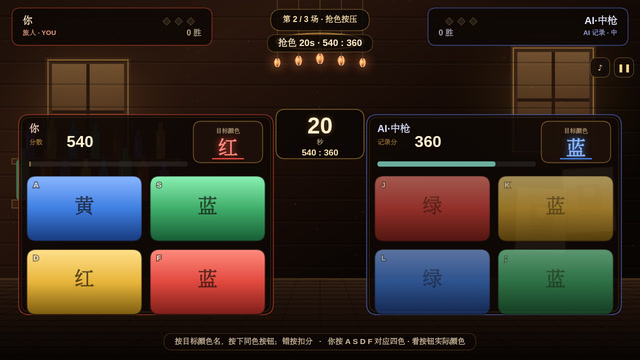 你
旅人 · YOU
0 胜
第 2 / 3 场 · 抢色按压
抢色 20s · 540 : 360
AI·中枢
0 胜
AI 记录 · 中
♪
你
分数
540
目标颜色
红
20
秒
540 : 360
AI·中枢
记录分
360
目标颜色
蓝
A
黄
S
蓝
D
红
F
蓝
J
绿
K
蓝
L
绿
;
蓝
按目标颜色名，按下同色按钮；错按扣分 · 你按 A S D F 对应四色 · 看按钮实际颜色